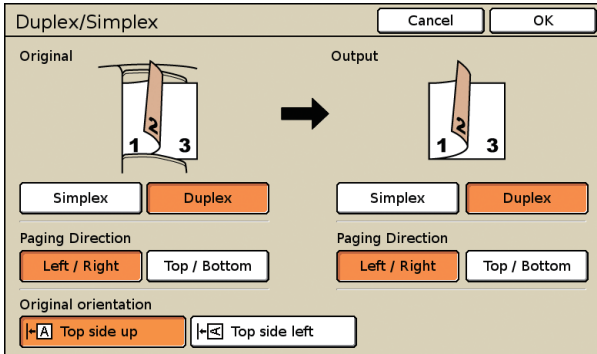 Duplex/Simplex Cancel OK
Original Output
2 2
1 3 1 3
Simplex Duplex Simplex Duplex
Paging Direction Paging Direction
Left / Right Top / Bottom Left / Right Top / Bottom
Original orientation
A Top side up A Top side left